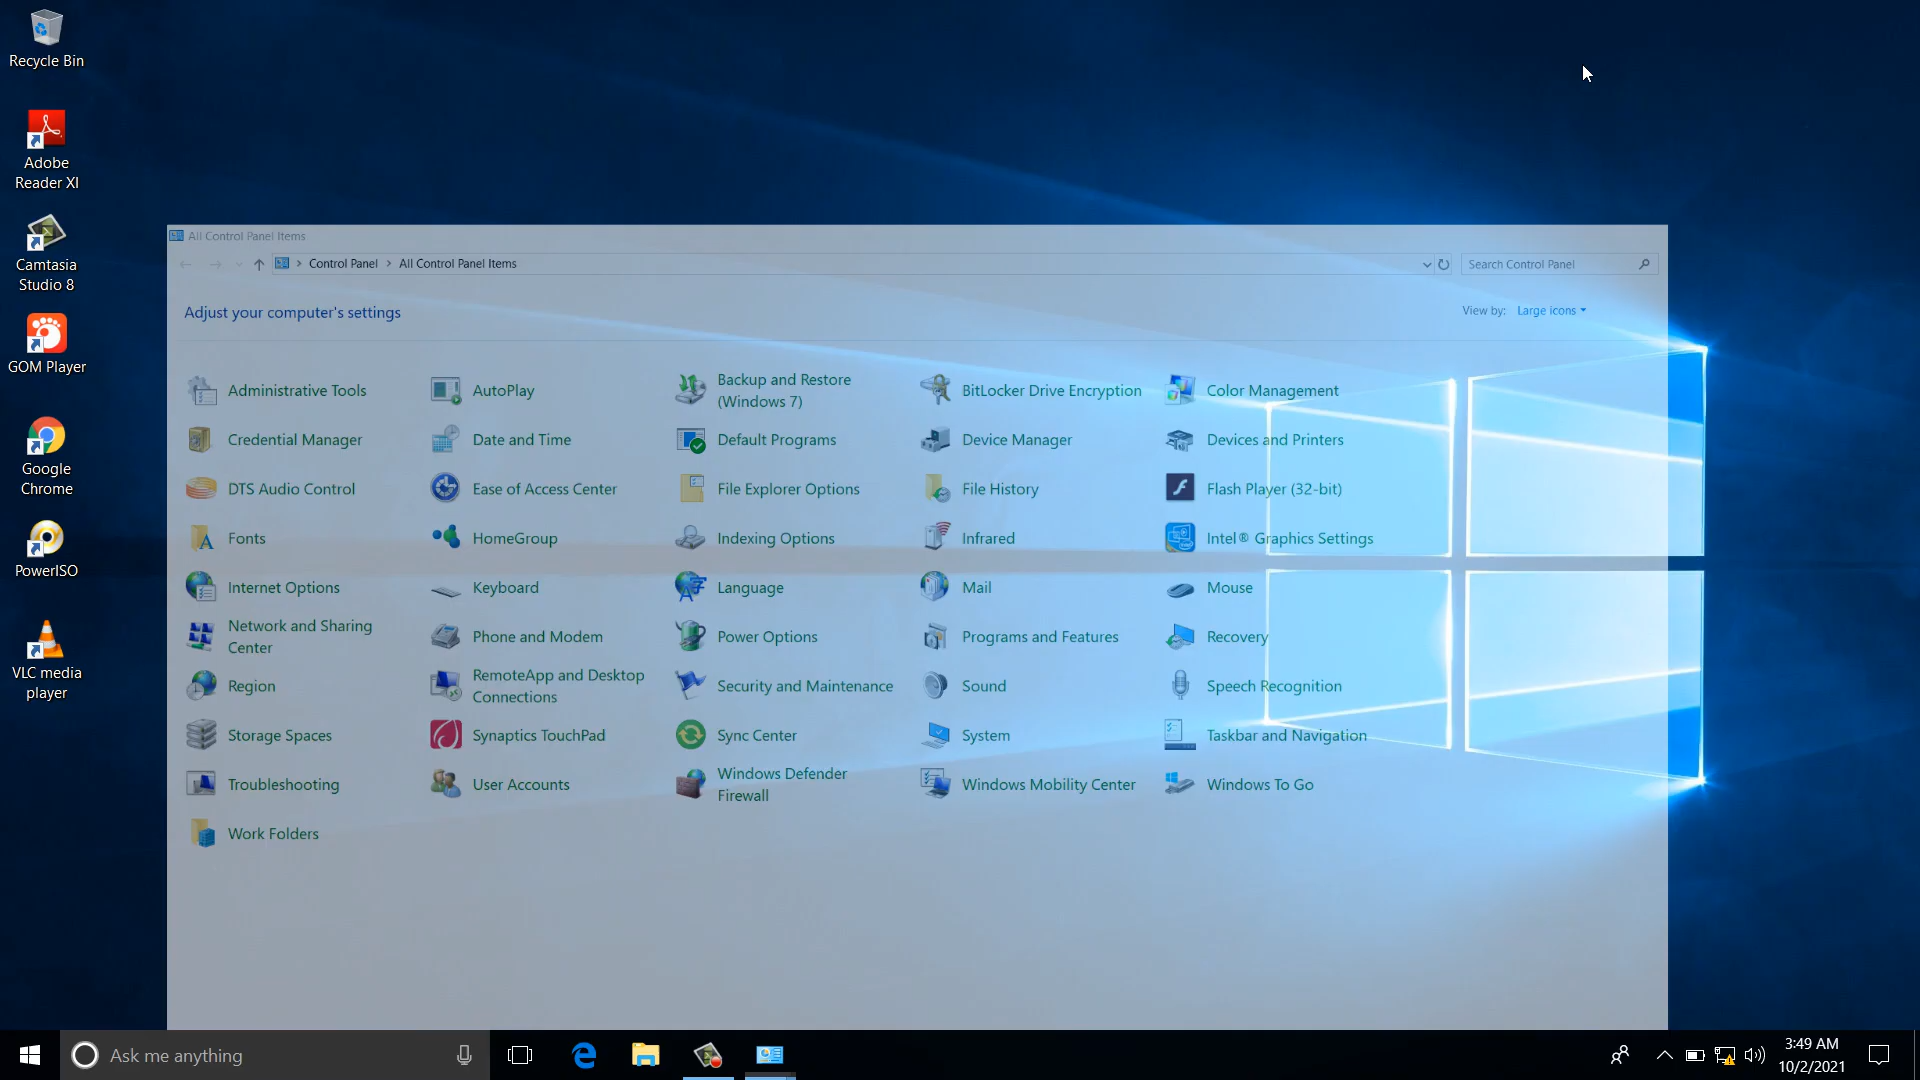 Recycle Bin
Adobe
Reader XI
Camtasia
Studio 8
GOM Player
Google
Chrome
PowerISO
VLC media
player
All Control Panel Items
Control Panel > All Control Panel Items
Search Control Panel
Adjust your computer's settings
View by: Large icons
Administrative Tools
AutoPlay
Backup and Restore
(Windows 7)
BitLocker Drive Encryption
Color Management
Credential Manager
Date and Time
Default Programs
Device Manager
Devices and Printers
DTS Audio Control
Ease of Access Center
File Explorer Options
File History
Flash Player (32-bit)
Fonts
HomeGroup
Indexing Options
Infrared
Intel® Graphics Settings
Internet Options
Keyboard
Language
Mail
Mouse
Network and Sharing
Center
Phone and Modem
Power Options
Programs and Features
Recovery
Region
RemoteApp and Desktop
Connections
Security and Maintenance
Sound
Speech Recognition
Storage Spaces
Synaptics TouchPad
Sync Center
System
Taskbar and Navigation
Troubleshooting
User Accounts
Windows Defender
Firewall
Windows Mobility Center
Windows To Go
Work Folders
Ask me anything
3:49 AM
10/2/2021